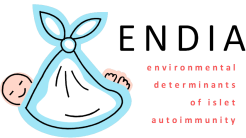 ENDIA
environmental
determinants
of islet
autoimmunity